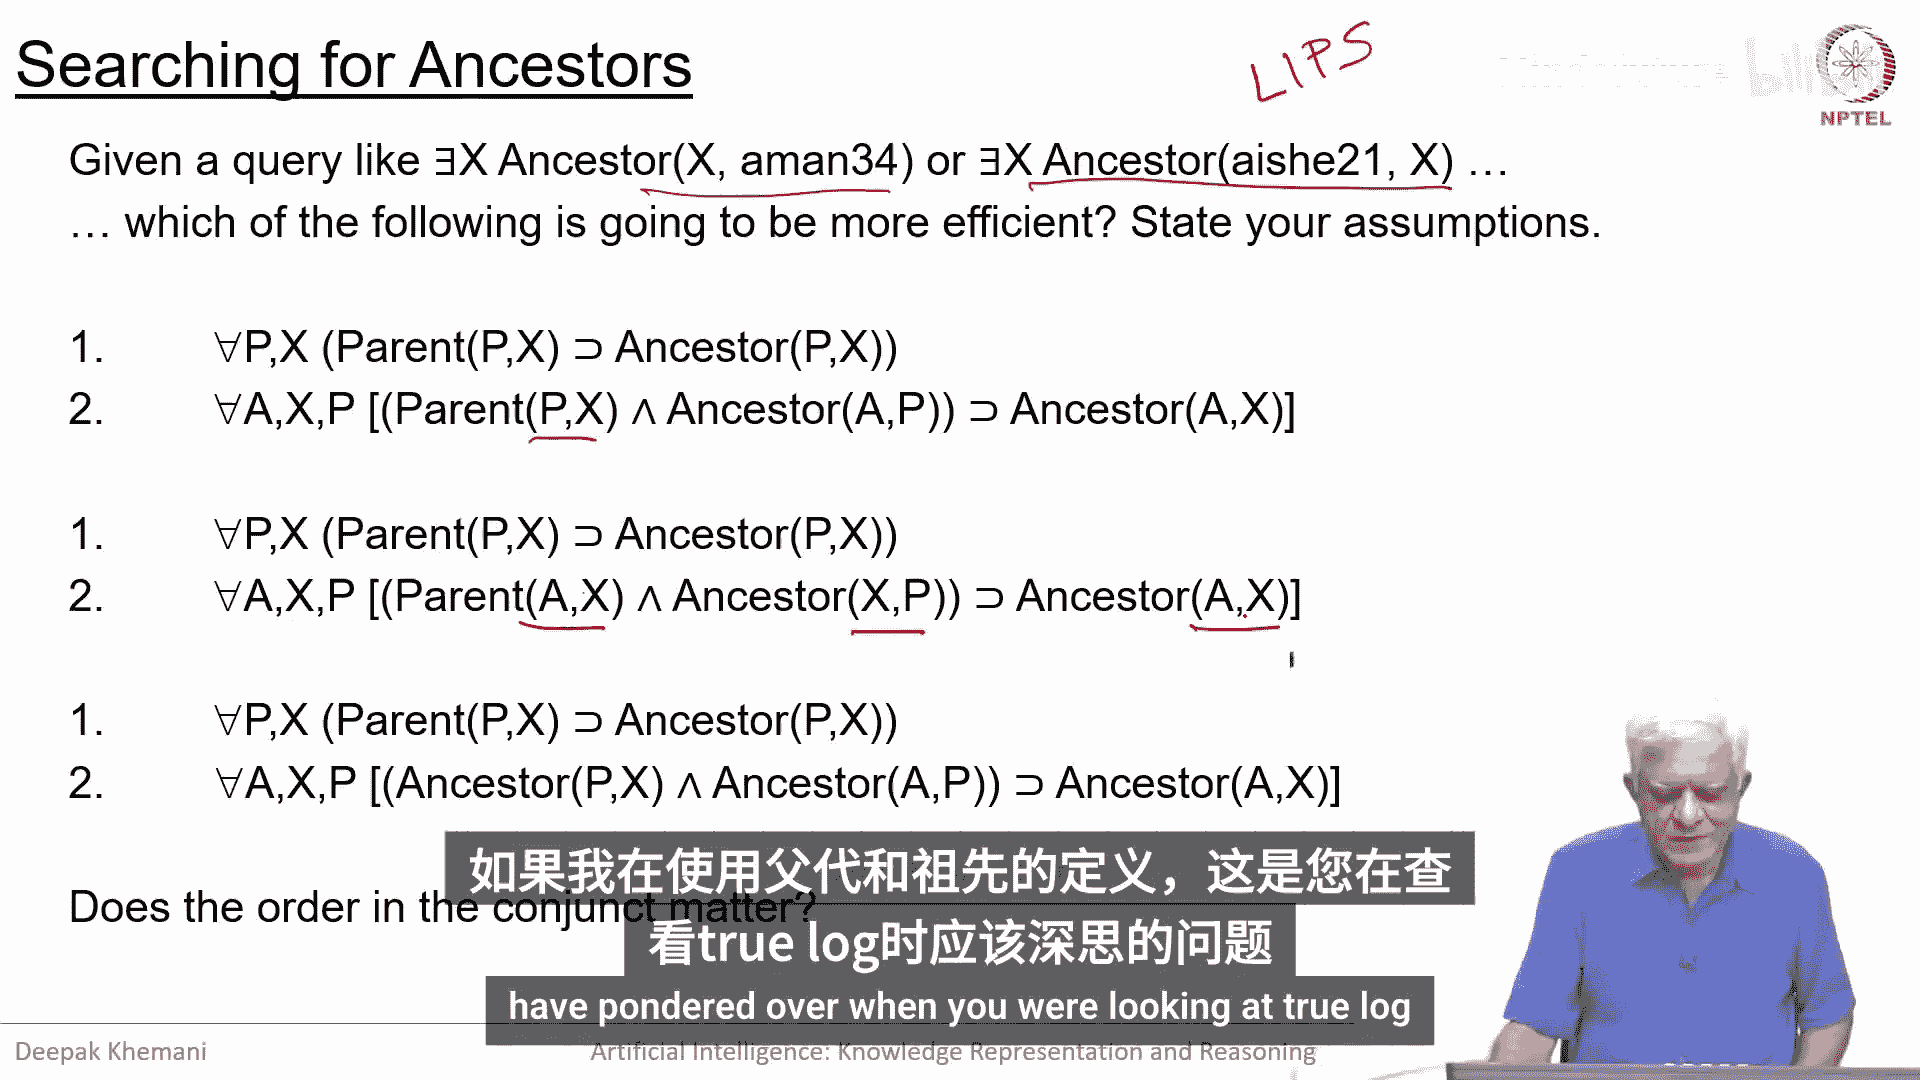 Searching for Ancestors
LIPS
NPTEL
Given a query like ∃X Ancestor(X, aman34) or ∃X Ancestor(aishe21, X) …
… which of the following is going to be more efficient? State your assumptions.
1. ∀P,X (Parent(P,X) ⊃ Ancestor(P,X))
2. ∀A,X,P [(Parent(P,X) ∧ Ancestor(A,P)) ⊃ Ancestor(A,X)]
1. ∀P,X (Parent(P,X) ⊃ Ancestor(P,X))
2. ∀A,X,P [(Parent(A,X) ∧ Ancestor(X,P)) ⊃ Ancestor(A,X)]
1. ∀P,X (Parent(P,X) ⊃ Ancestor(P,X))
2. ∀A,X,P [(Ancestor(P,X) ∧ Ancestor(A,P)) ⊃ Ancestor(A,X)]
Does the order in the conjunct matter?
如果我在使用父代和祖先的定义，这是您在查
看true log时应该深思的问题
have pondered over when you were looking at true log
Deepak Khemani
Artificial Intelligence: Knowledge Representation and Reasoning